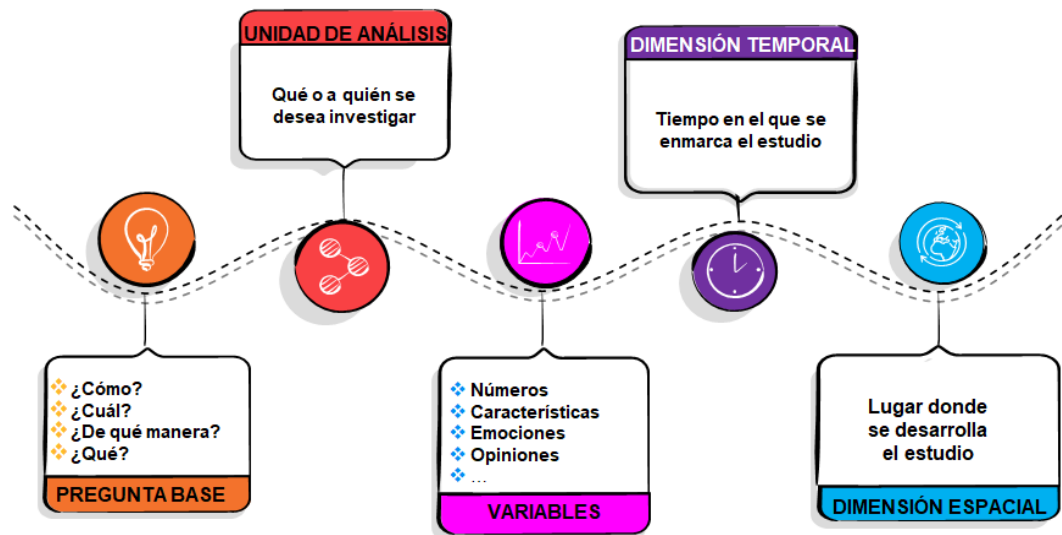 UNIDAD DE ANÁLISIS
Qué o a quién se
desea investigar
DIMENSIÓN TEMPORAL
Tiempo en el que se
enmarca el estudio
¿Cómo?
¿Cuál?
¿De qué manera?
¿Qué?
PREGUNTA BASE
Números
Característícas
Emociones
Opiniones
...
VARIABLES
Lugar donde
se desarrolla
el estudio
DIMENSIÓN ESPACIAL